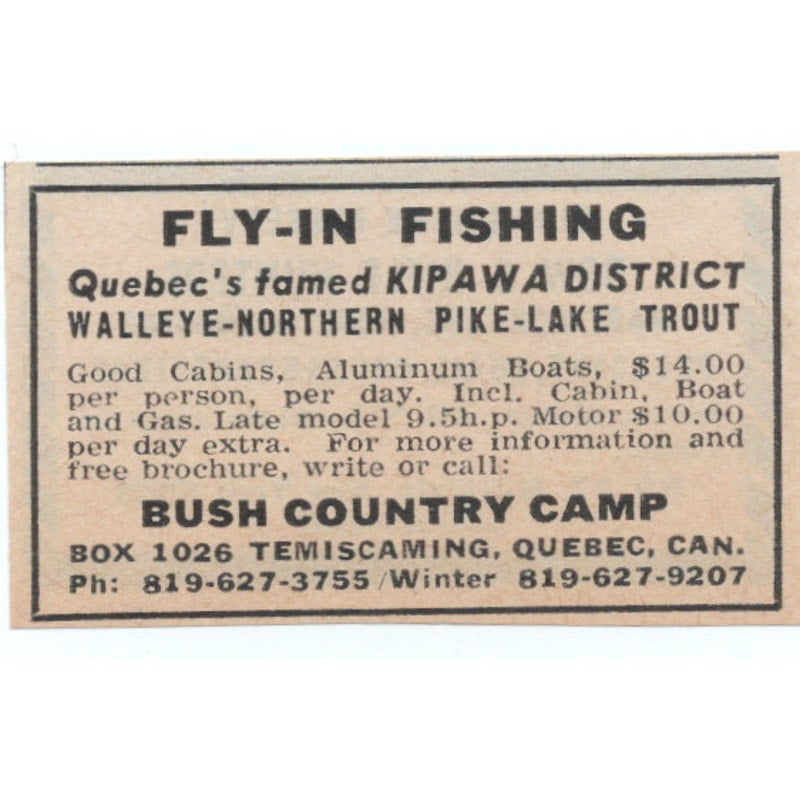 FLY-IN FISHING
Quebec's famed KIPAWA DISTRICT
WALLEYE-NORTHERN PIKE-LAKE TROUT
Good Cabins, Aluminum Boats, $14.00
per person, per day. Incl. Cabin, Boat
and Gas. Late model 9.5h.p. Motor $10.00
per day extra. For more information and
free brochure, write or call:
BUSH COUNTRY CAMP
BOX 1026 TEMISCAMING, QUEBEC, CAN.
Ph: 819-627-3755/Winter 819-627-9207